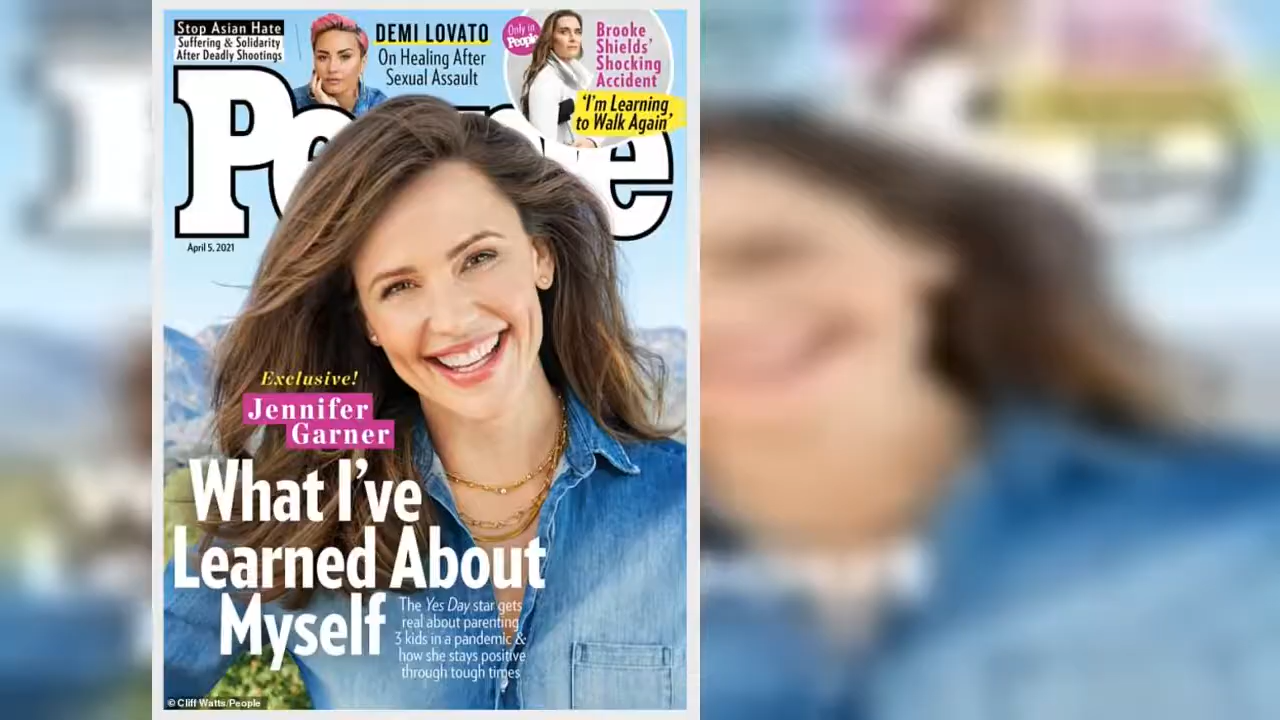 Stop Asian Hate
Suffering & Solidarity
After Deadly Shootings
DEMI LOVATO
On Healing After
Sexual Assault
Only in
People
Brooke
Shields'
Shocking
Accident
'I'm Learning
to Walk Again'
People
April 5, 2021
Exclusive!
Jennifer
Garner
What I've
Learned About
Myself
The Yes Day star gets
real about parenting
3 kids in a pandemic &
how she stays positive
through tough times
© Cliff Watts/People